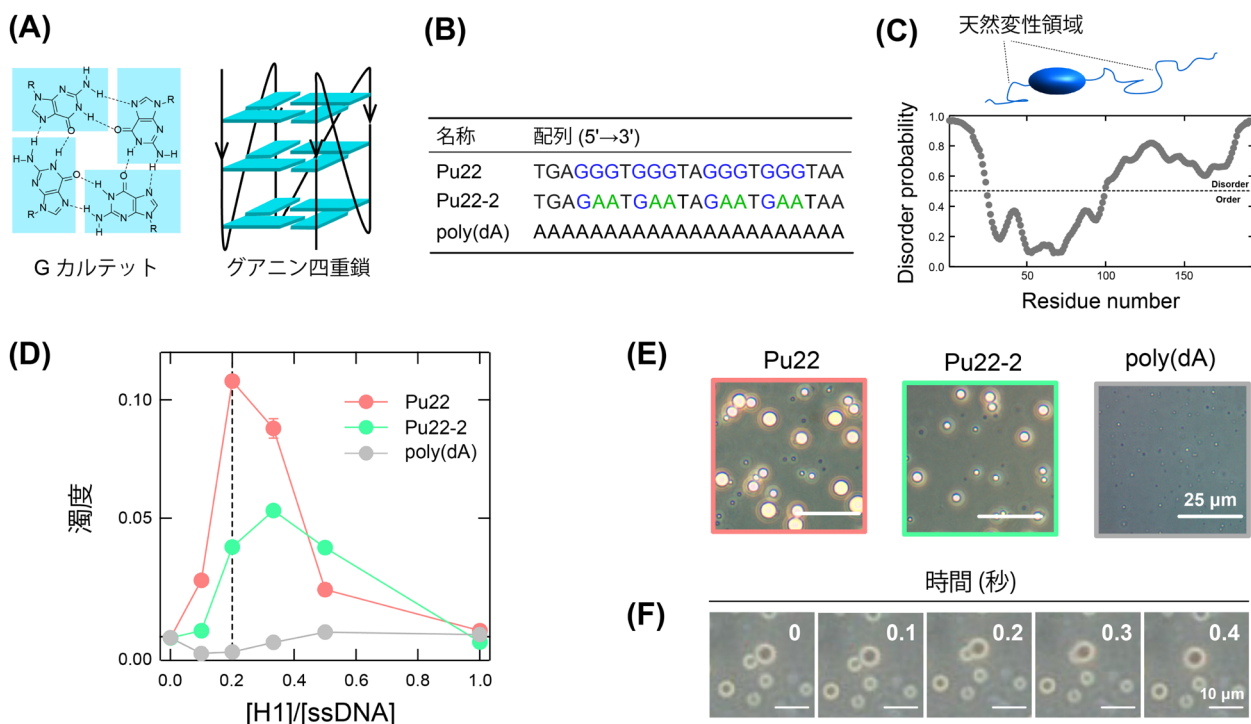 (A)
R
N
N
N
H
H
N
N
H
O
N
R
N
N
O
N
N
H
H
N
H
G カルテット
グアニン四重鎖
(B)
名称 配列 (5'→3')
Pu22 TGAGGGTGGGTAGGGTGGGTAA
Pu22-2 TGAGAATGAATAGAATGAATAA
poly(dA) AAAAAAAAAAAAAAAAAAAAAA
(C)
天然変性領域
Disorder probability
1.0
0.8
0.6
0.4
0.2
0.0
Disorder
Order
50
100
150
Residue number
(D)
濁度
0.10
0.05
0.00
Pu22
Pu22-2
poly(dA)
0.0 0.2 0.4 0.6 0.8 1.0
[H1]/[ssDNA]
(E)
Pu22
Pu22-2
poly(dA)
25 µm
時間 (秒)
(F)
0
0.1
0.2
0.3
0.4
10 µm